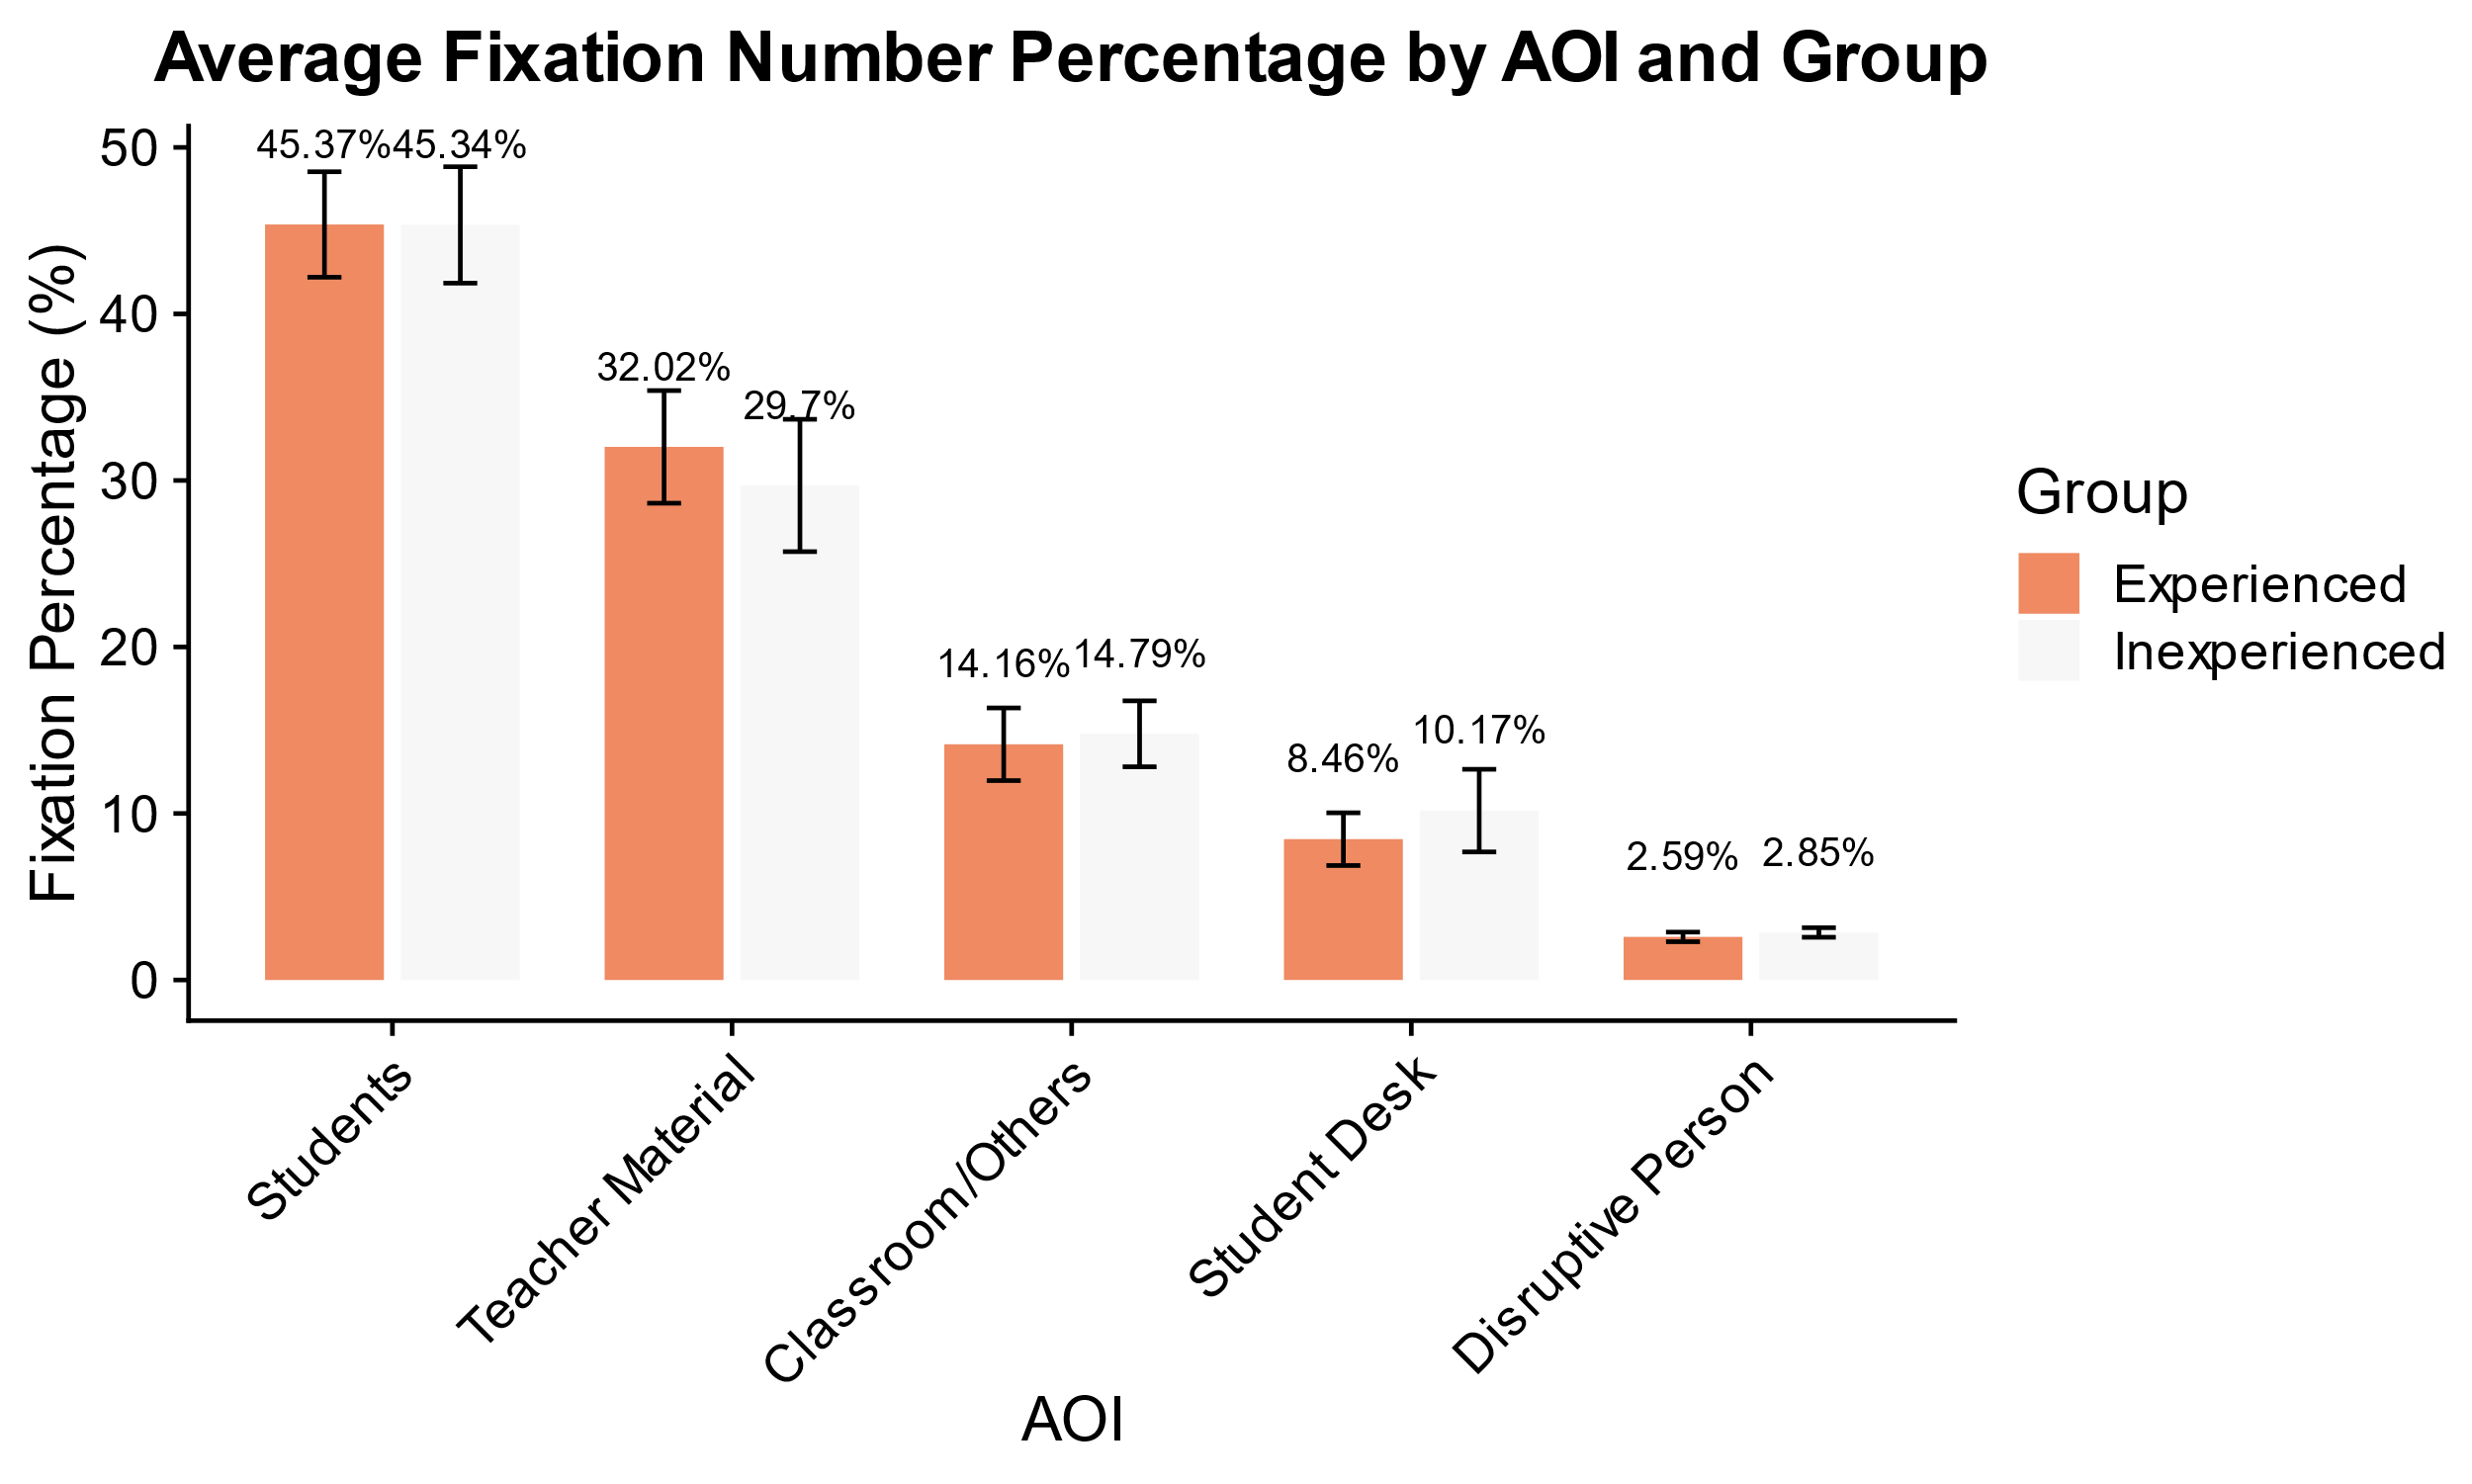 Average Fixation Number Percentage by AOI and Group
Fixation Percentage (%)
50
40
30
20
10
0
45.37%
45.34%
32.02%
29.7%
14.16%
14.79%
8.46%
10.17%
2.59%
2.85%
Students
Teacher Material
Classroom/Others
Student Desk
Disruptive Person
AOI
Group
Experienced
Inexperienced